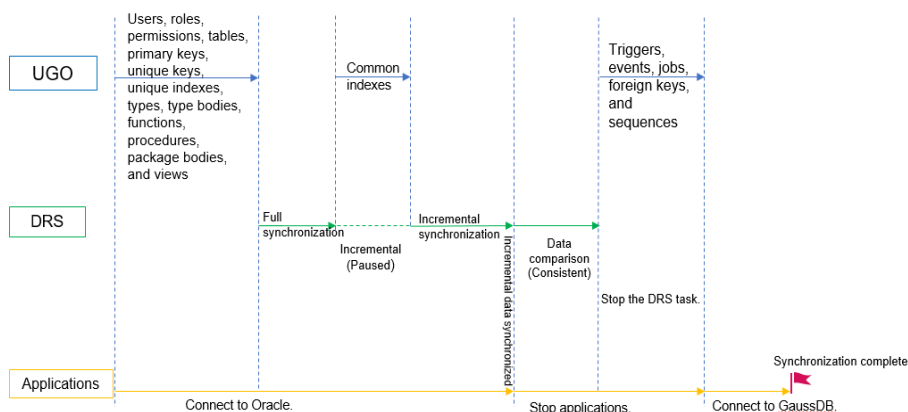 UGO
Users, roles,
permissions, tables,
primary keys,
unique keys,
unique indexes,
types, type bodies,
functions,
procedures,
package bodies,
and views
Common
indexes
Triggers,
events, jobs,
foreign keys,
and
sequences
DRS
Full
synchronization
Incremental
(Paused)
Incremental
synchronization
Incremental data synchronized
Data
comparison
(Consistent)
Stop the DRS task.
Applications
Connect to Oracle.
Stop applications.
Connect to GaussDB.
Synchronization complete